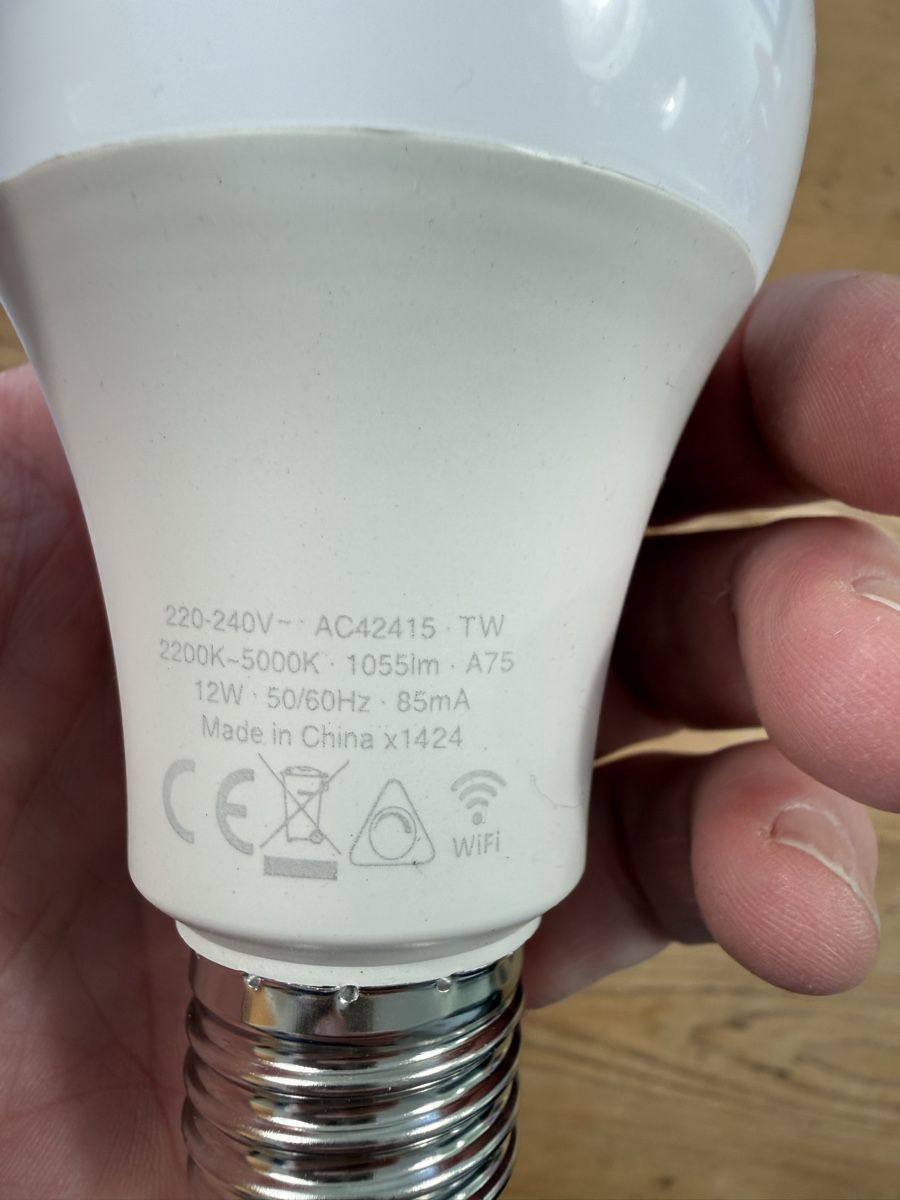 220-240V~ · AC42415 · TW
2200K~5000K · 1055lm · A75
12W · 50/60Hz · 85mA
Made in China x1424
CE
WiFi